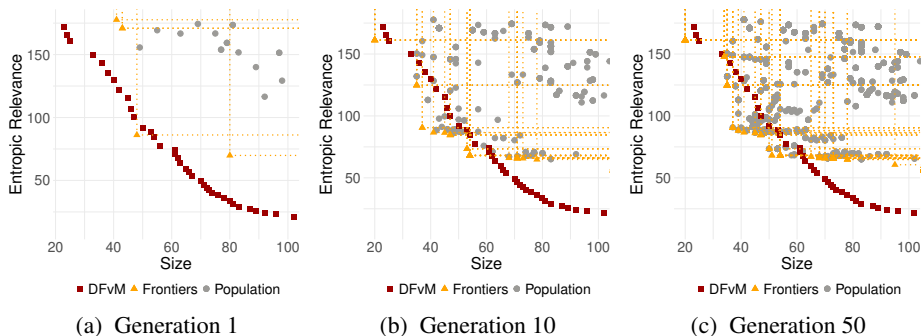 Entropic Relevance
150
100
50
20 40 60 80 100
Size
DFvM Frontiers Population
(a) Generation 1
Entropic Relevance
150
100
50
20 40 60 80 100
Size
DFvM Frontiers Population
(b) Generation 10
Entropic Relevance
150
100
50
20 40 60 80 100
Size
DFvM Frontiers Population
(c) Generation 50